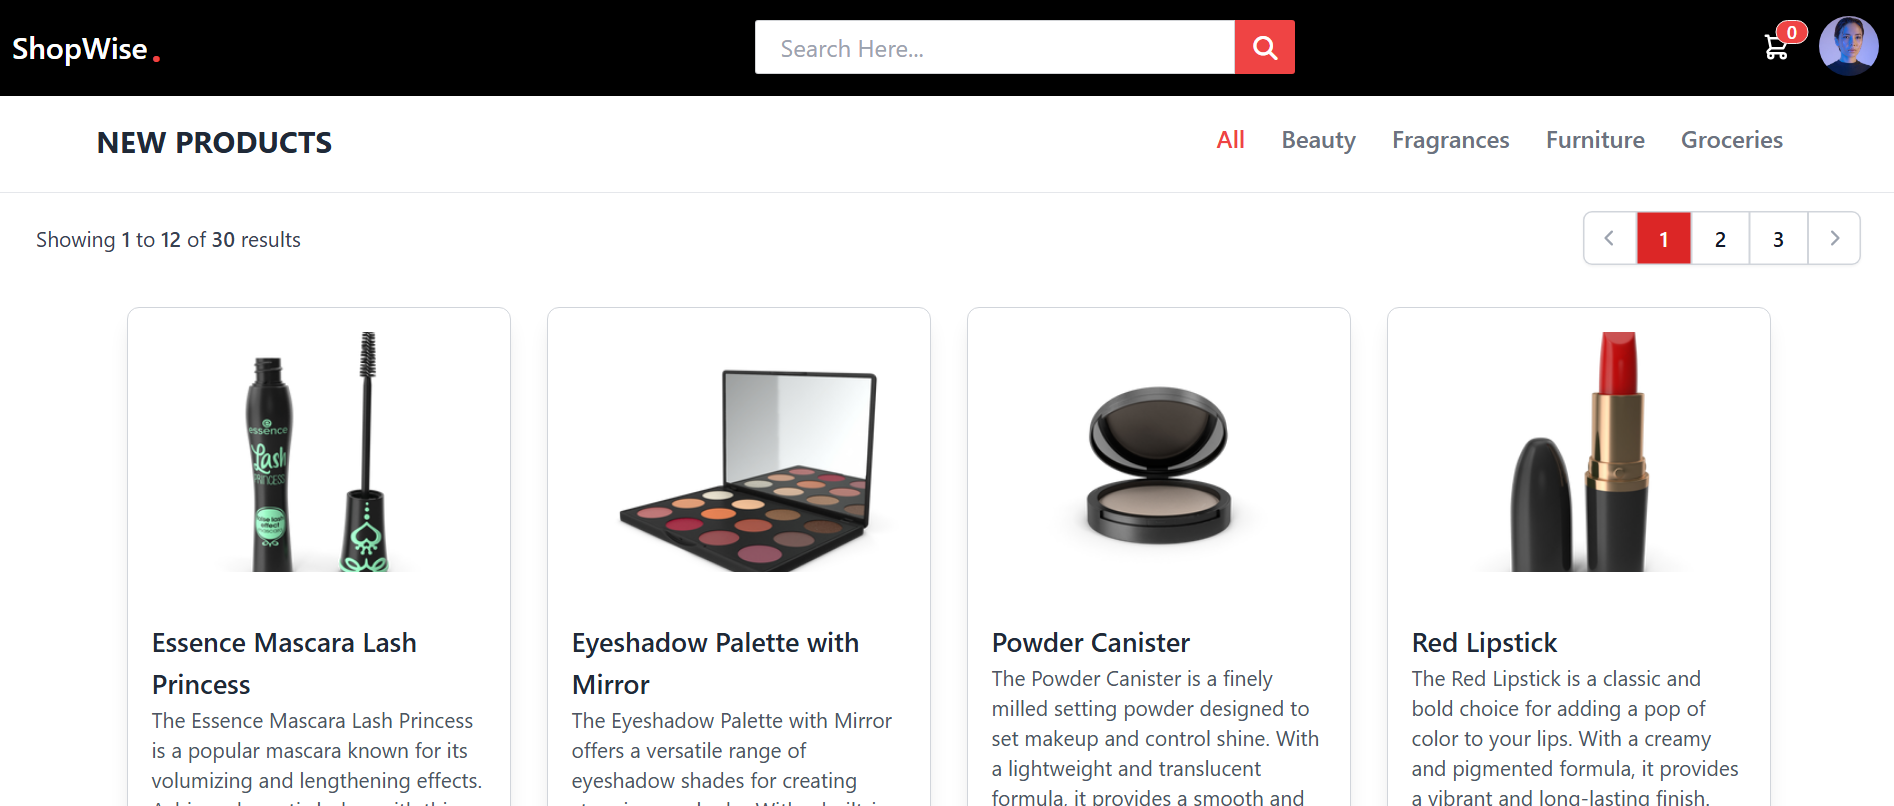 ShopWise.
Search Here...
0
NEW PRODUCTS
All Beauty Fragrances Furniture Groceries
Showing 1 to 12 of 30 results
1 2 3
essence
Lash
PRINCESS
false lash
effect
Essence Mascara Lash
Princess
The Essence Mascara Lash Princess
is a popular mascara known for its
volumizing and lengthening effects.
Eyeshadow Palette with
Mirror
The Eyeshadow Palette with Mirror
offers a versatile range of
eyeshadow shades for creating
Powder Canister
The Powder Canister is a finely
milled setting powder designed to
set makeup and control shine. With
a lightweight and translucent
formula, it provides a smooth and
Red Lipstick
The Red Lipstick is a classic and
bold choice for adding a pop of
color to your lips. With a creamy
and pigmented formula, it provides
a vibrant and long-lasting finish.